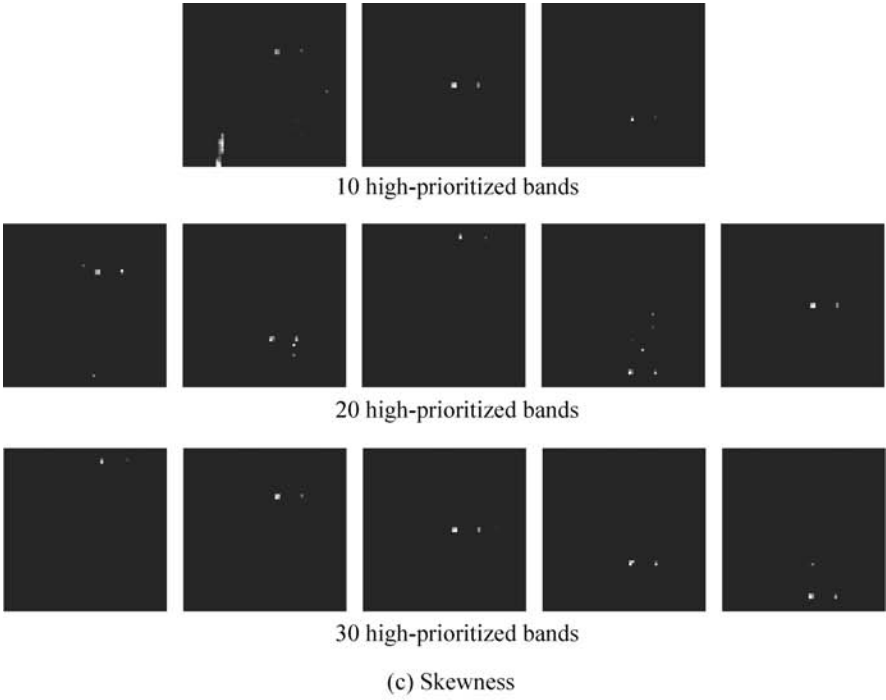 10 high-prioritized bands
20 high-prioritized bands
30 high-prioritized bands
(c) Skewness